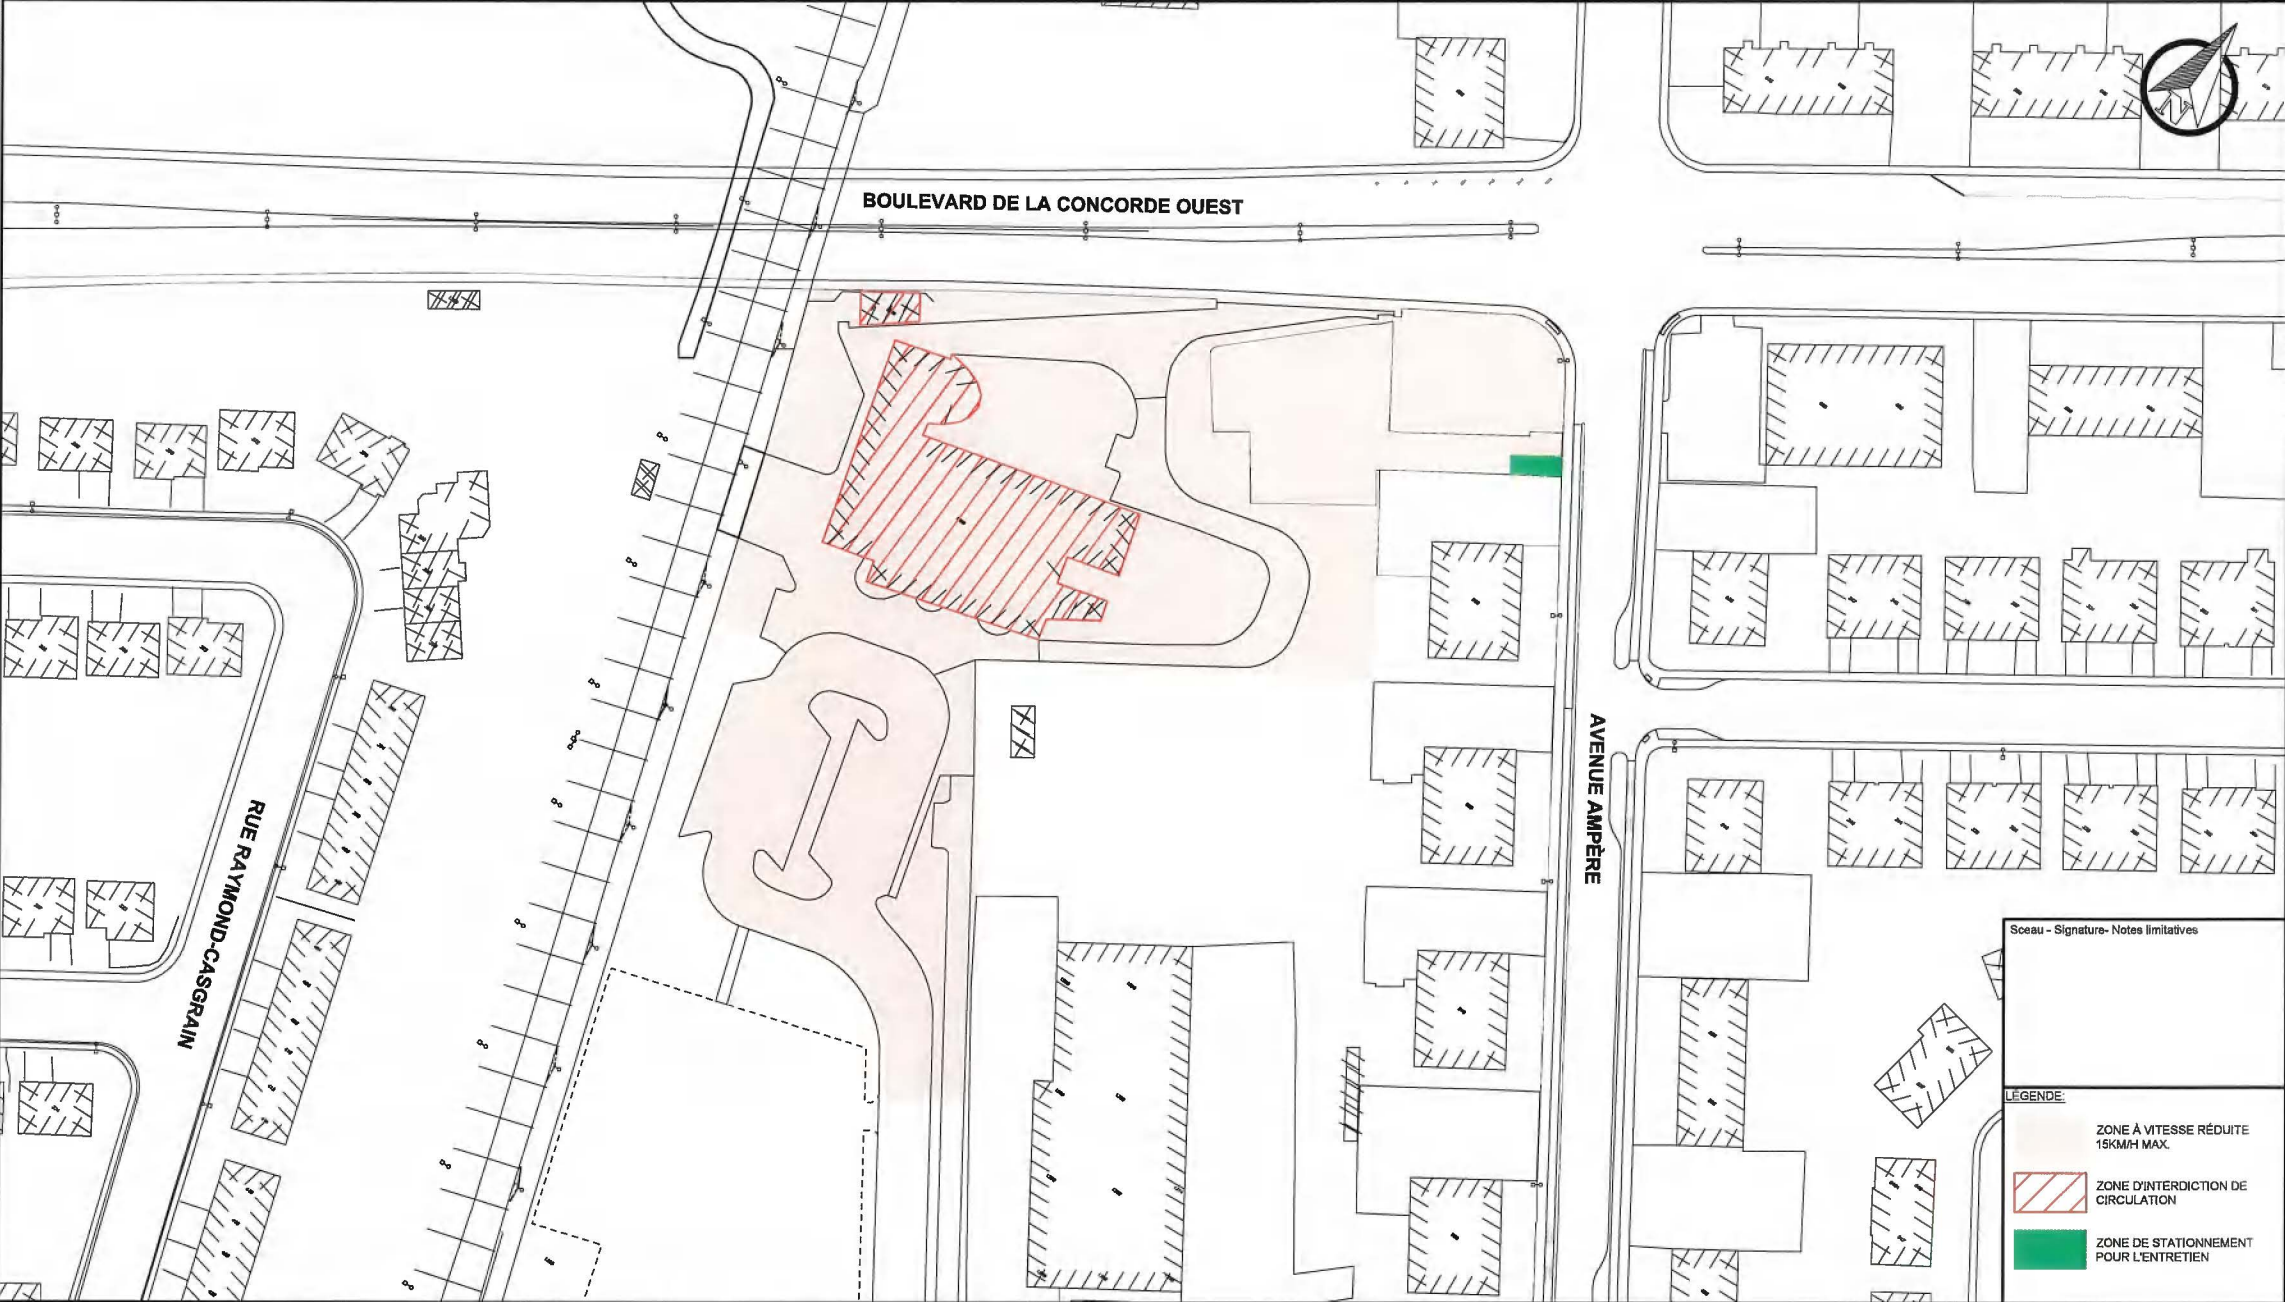 N
BOULEVARD DE LA CONCORDE OUEST
AVENUE AMPÈRE
RUE RAYMOND-CASGRAIN
Sceau - Signature- Notes limitatives
LÉGENDE:
ZONE À VITESSE RÉDUITE
15KM/H MAX.
ZONE D'INTERDICTION DE
CIRCULATION
ZONE DE STATIONNEMENT
POUR L'ENTRETIEN